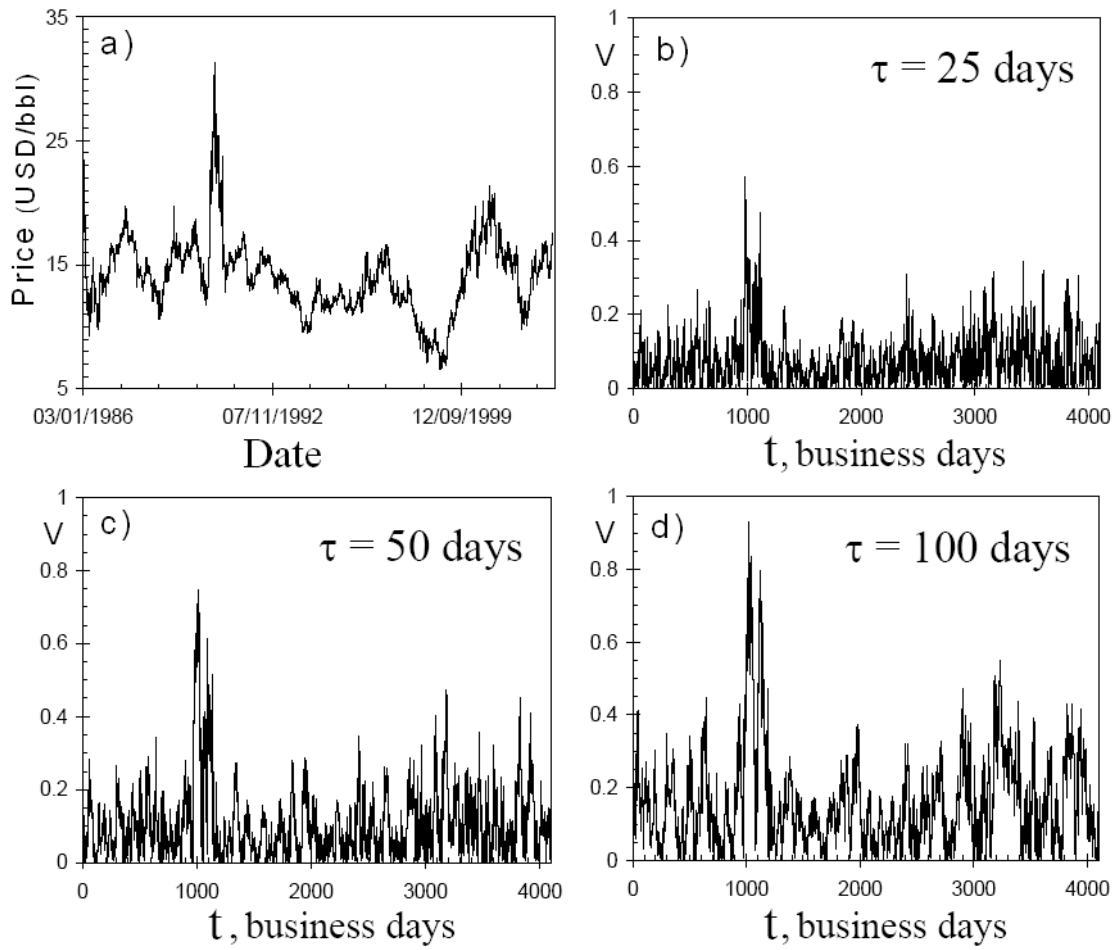 a)
Price (USD/bbl)
35
25
15
5
03/01/1986
07/11/1992
12/09/1999
Date
b)
τ = 25 days
V
1
0.8
0.6
0.4
0.2
0
0
1000
2000
3000
4000
t, business days
c)
τ = 50 days
V
1
0.8
0.6
0.4
0.2
0
0
1000
2000
3000
4000
t, business days
d)
τ = 100 days
V
1
0.8
0.6
0.4
0.2
0
0
1000
2000
3000
4000
t, business days